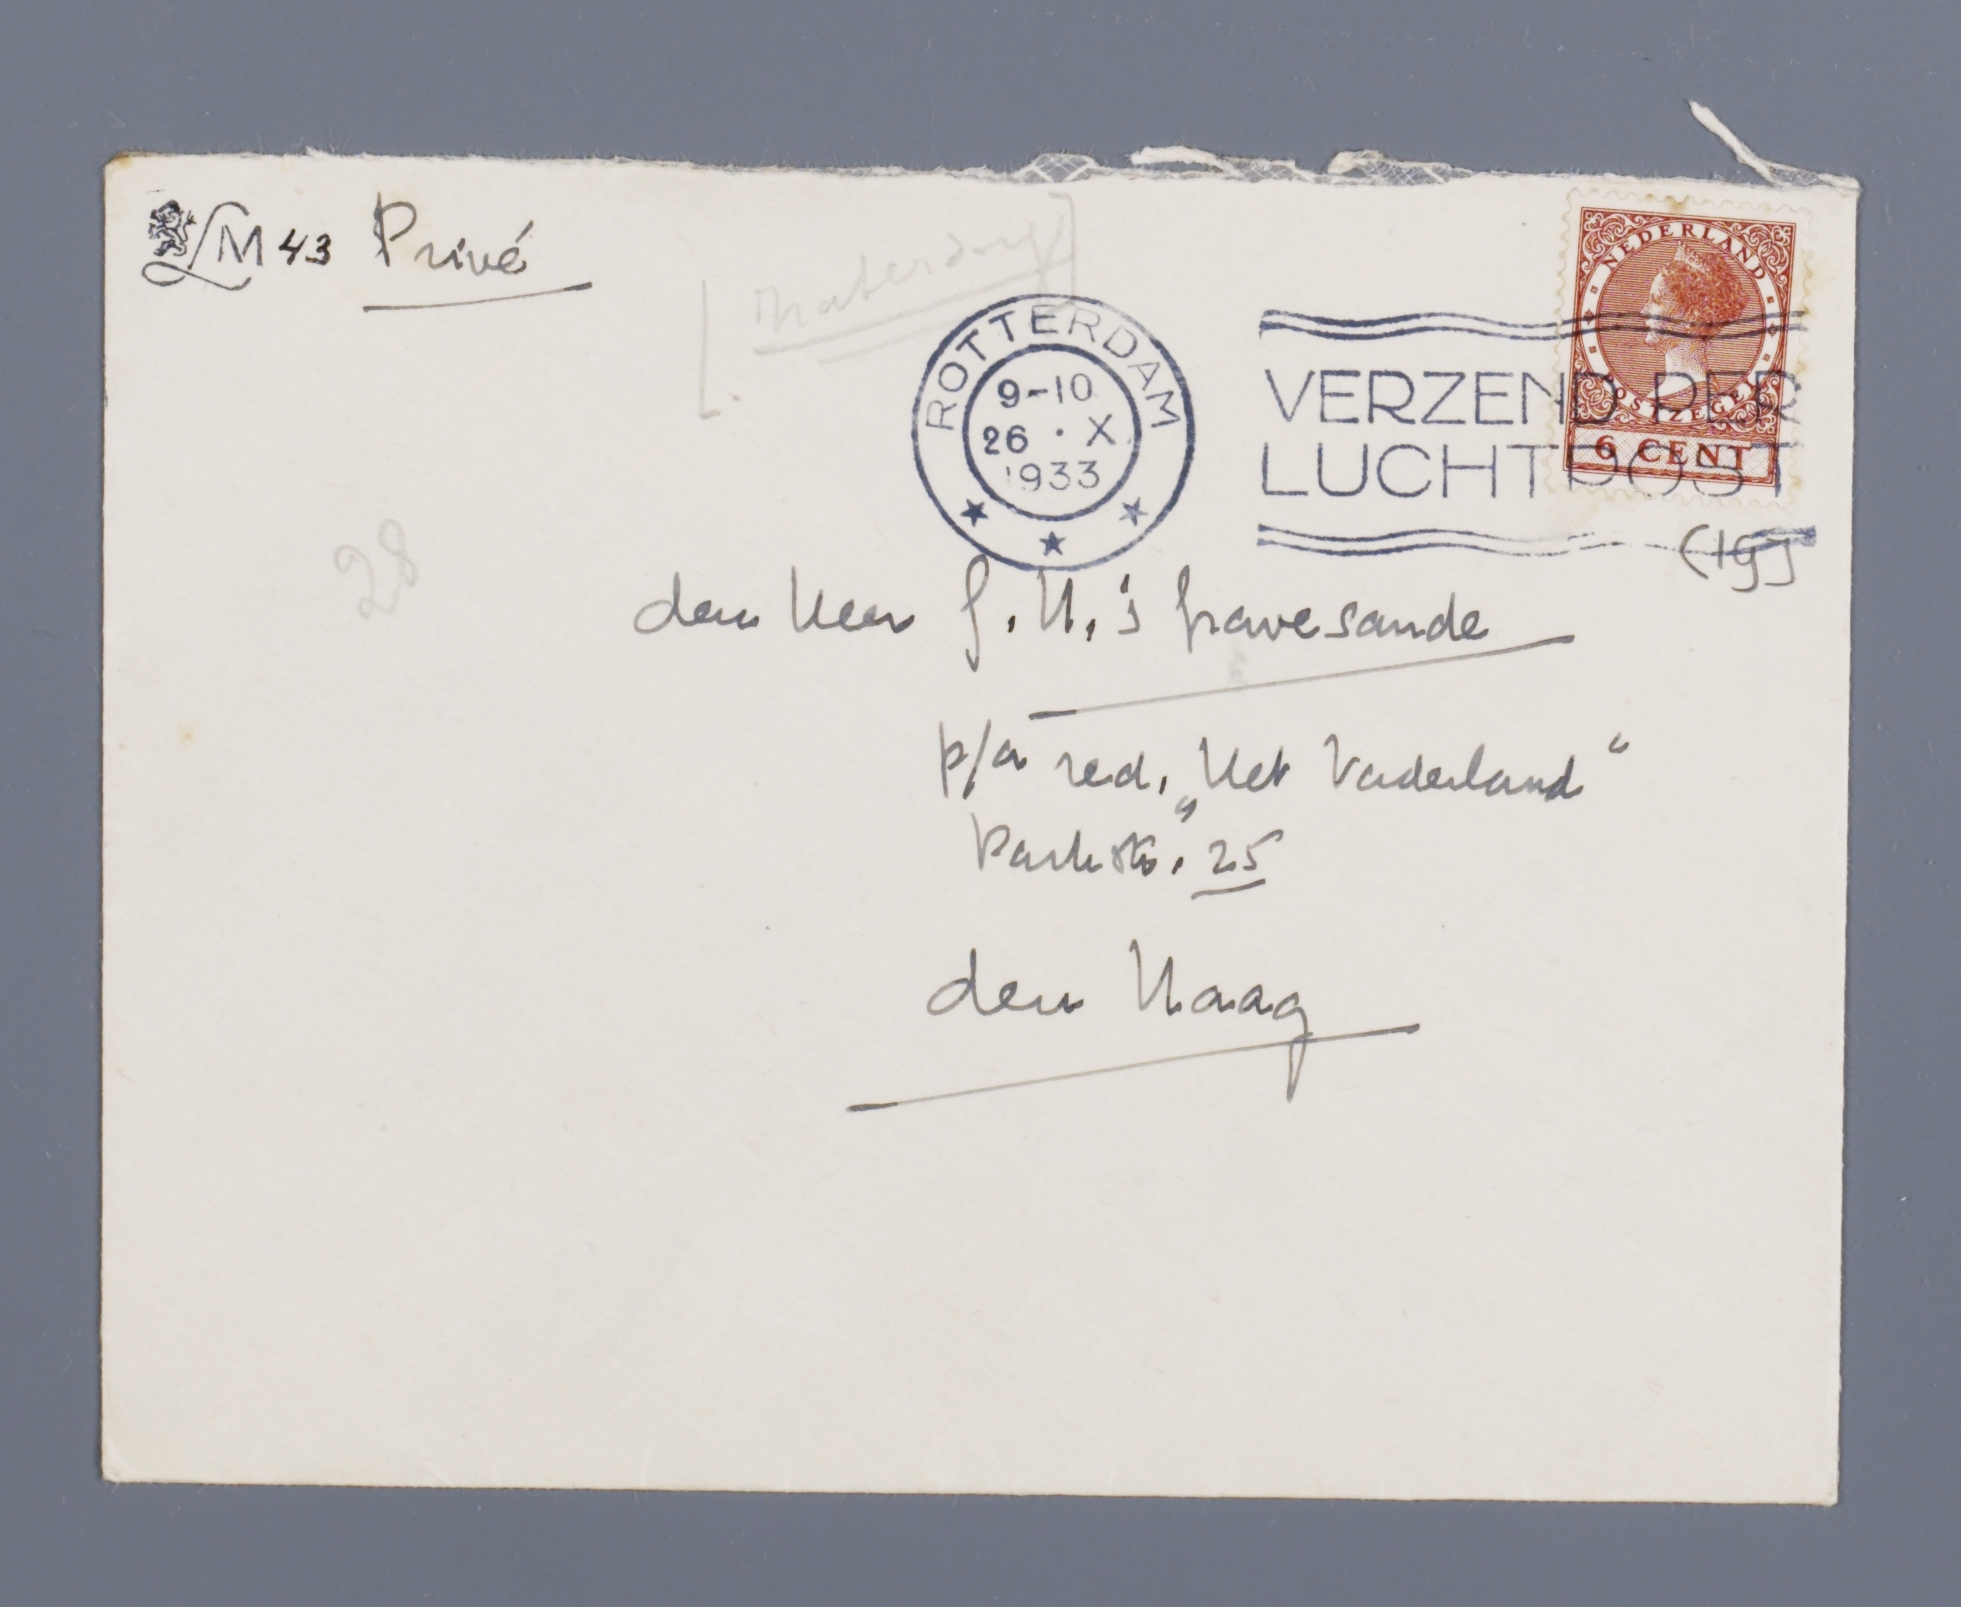 LM 43 Privé
[materding]
ROTTERDAM
9-10
26 · X
1933
VERZEND PER
LUCHTPOST
NEDERLAND
POSTZEGEL
6 CENT
(19)
28
den Heer G.H.'s Gravesande
p/a red. „Het Vaderland"
Parkstr. 25
den Haag